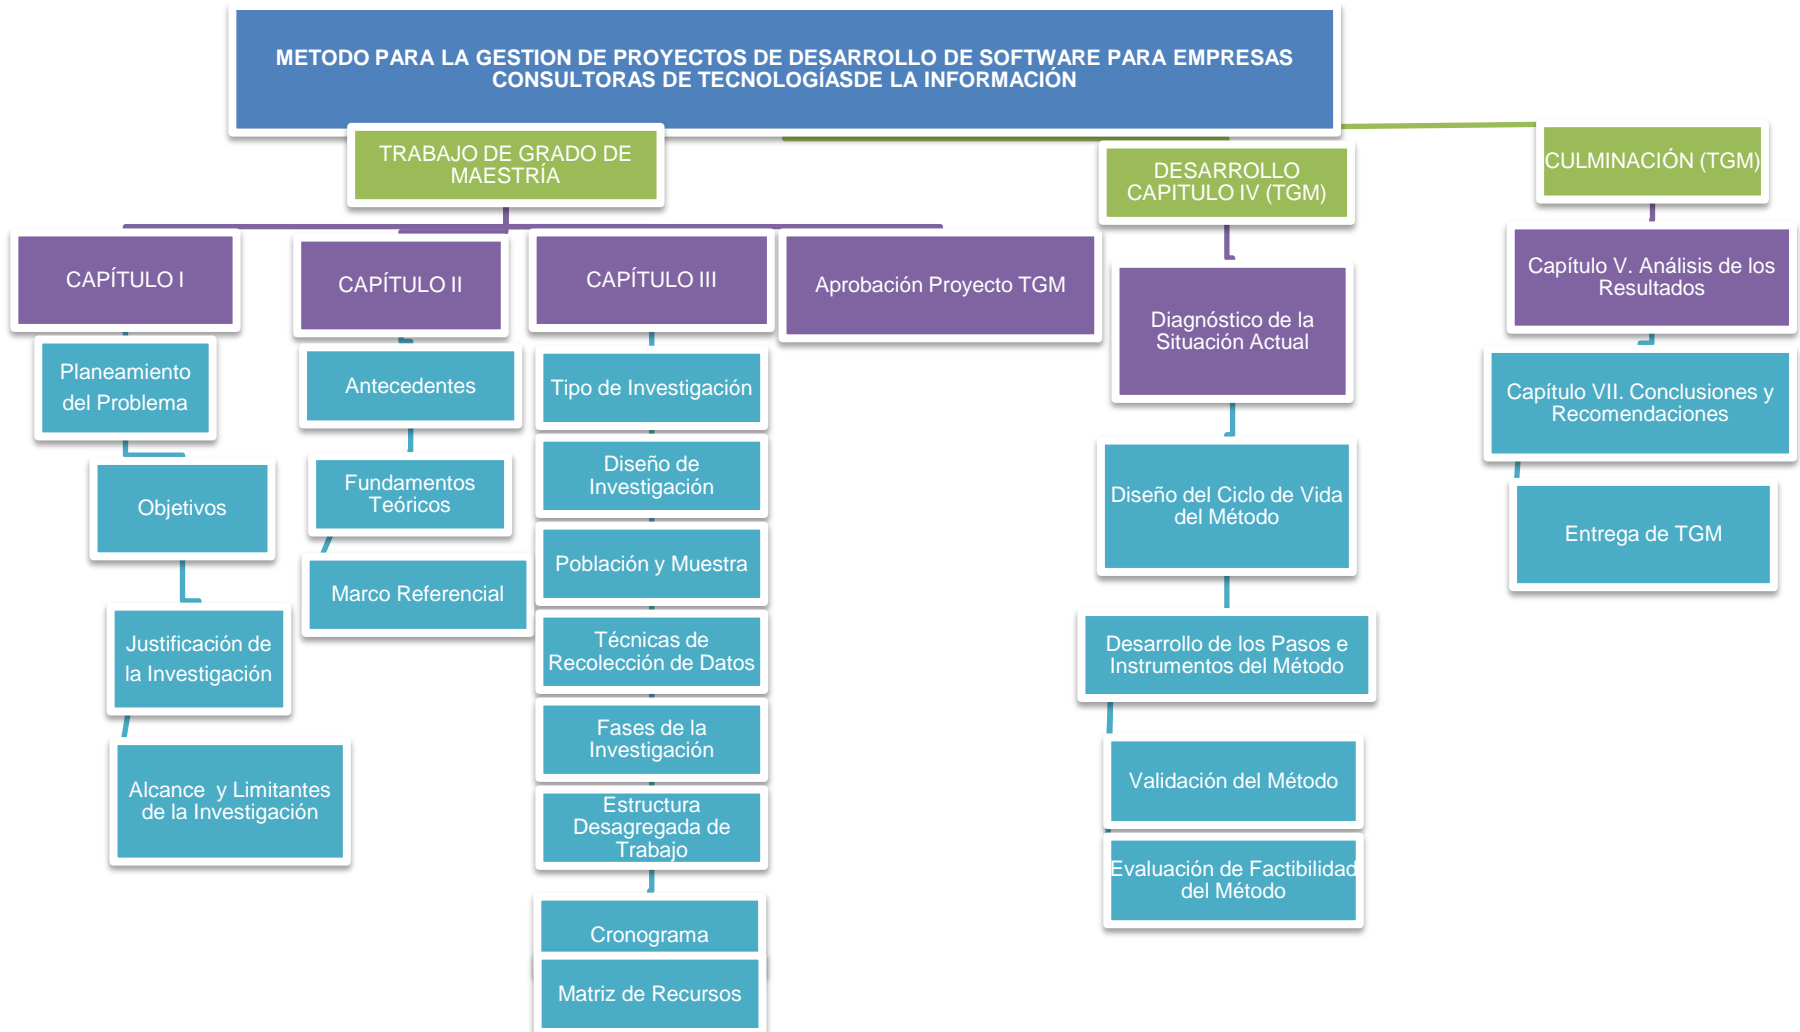 METODO PARA LA GESTION DE PROYECTOS DE DESARROLLO DE SOFTWARE PARA EMPRESAS
CONSULTORAS DE TECNOLOGÍASDE LA INFORMACIÓN
TRABAJO DE GRADO DE
MAESTRÍA
CAPÍTULO I
Planeamiento
del Problema
Objetivos
Justificación de
la Investigación
Alcance y Limitantes
de la Investigación
CAPÍTULO II
Antecedentes
Fundamentos
Teóricos
Marco Referencial
CAPÍTULO III
Tipo de Investigación
Diseño de
Investigación
Población y Muestra
Técnicas de
Recolección de Datos
Fases de la
Investigación
Estructura
Desagregada de
Trabajo
Cronograma
Matriz de Recursos
Aprobación Proyecto TGM
DESARROLLO
CAPITULO IV (TGM)
Diagnóstico de la
Situación Actual
Diseño del Ciclo de Vida
del Método
Desarrollo de los Pasos e
Instrumentos del Método
Validación del Método
Evaluación de Factibilidad
del Método
CULMINACIÓN (TGM)
Capítulo V. Análisis de los
Resultados
Capítulo VII. Conclusiones y
Recomendaciones
Entrega de TGM